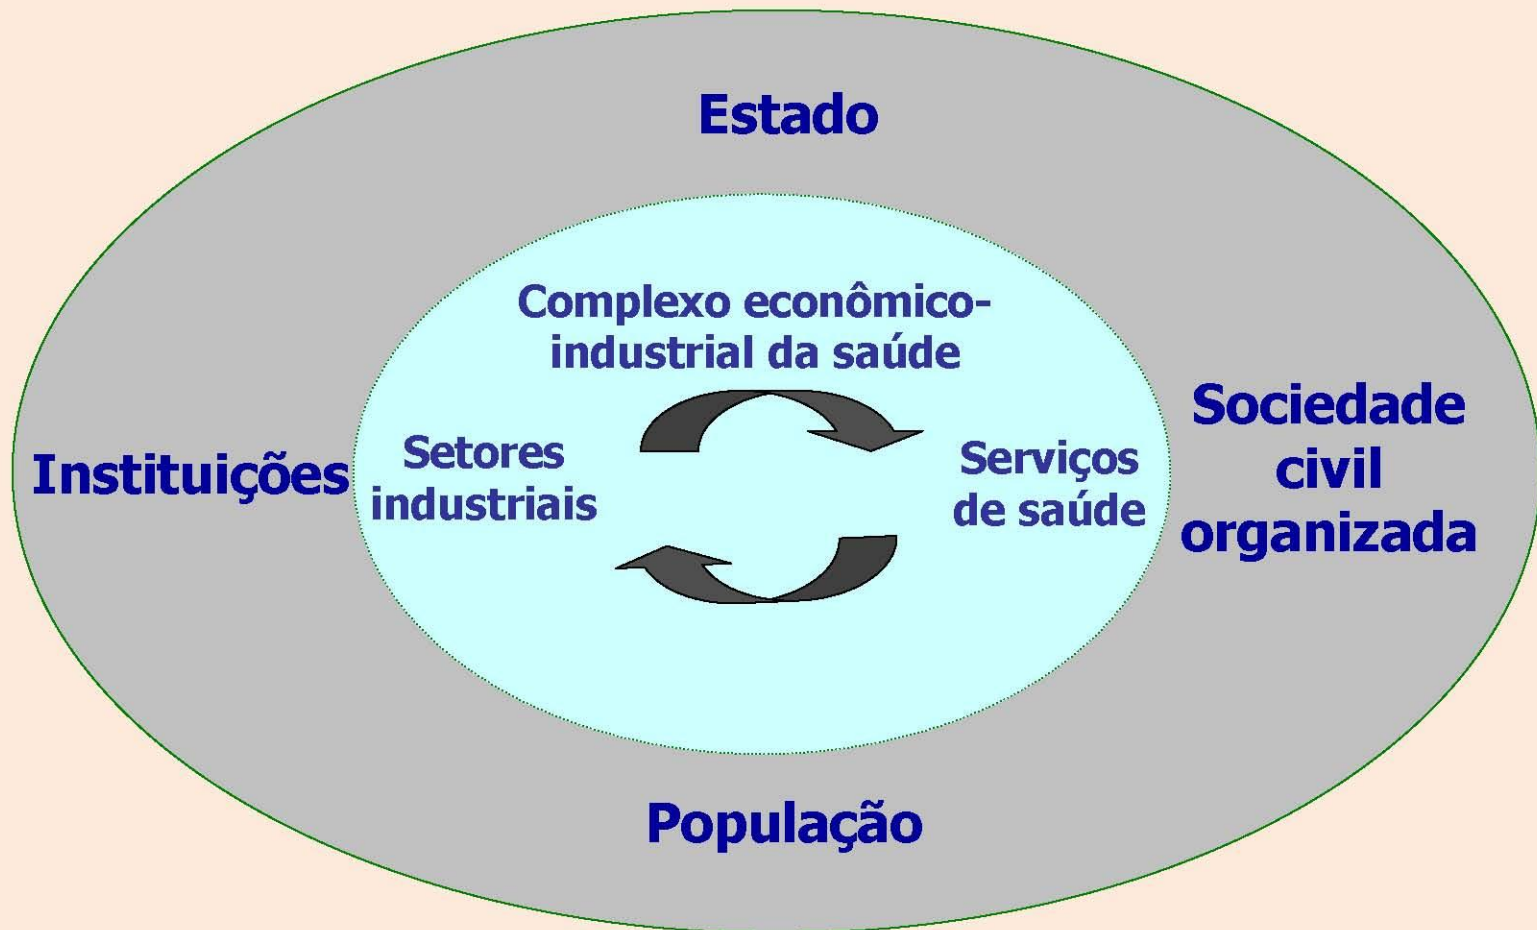 Estado
Complexo econômico-
industrial da saúde
Instituições
Setores
industriais
Serviços
de saúde
Sociedade
civil
organizada
População